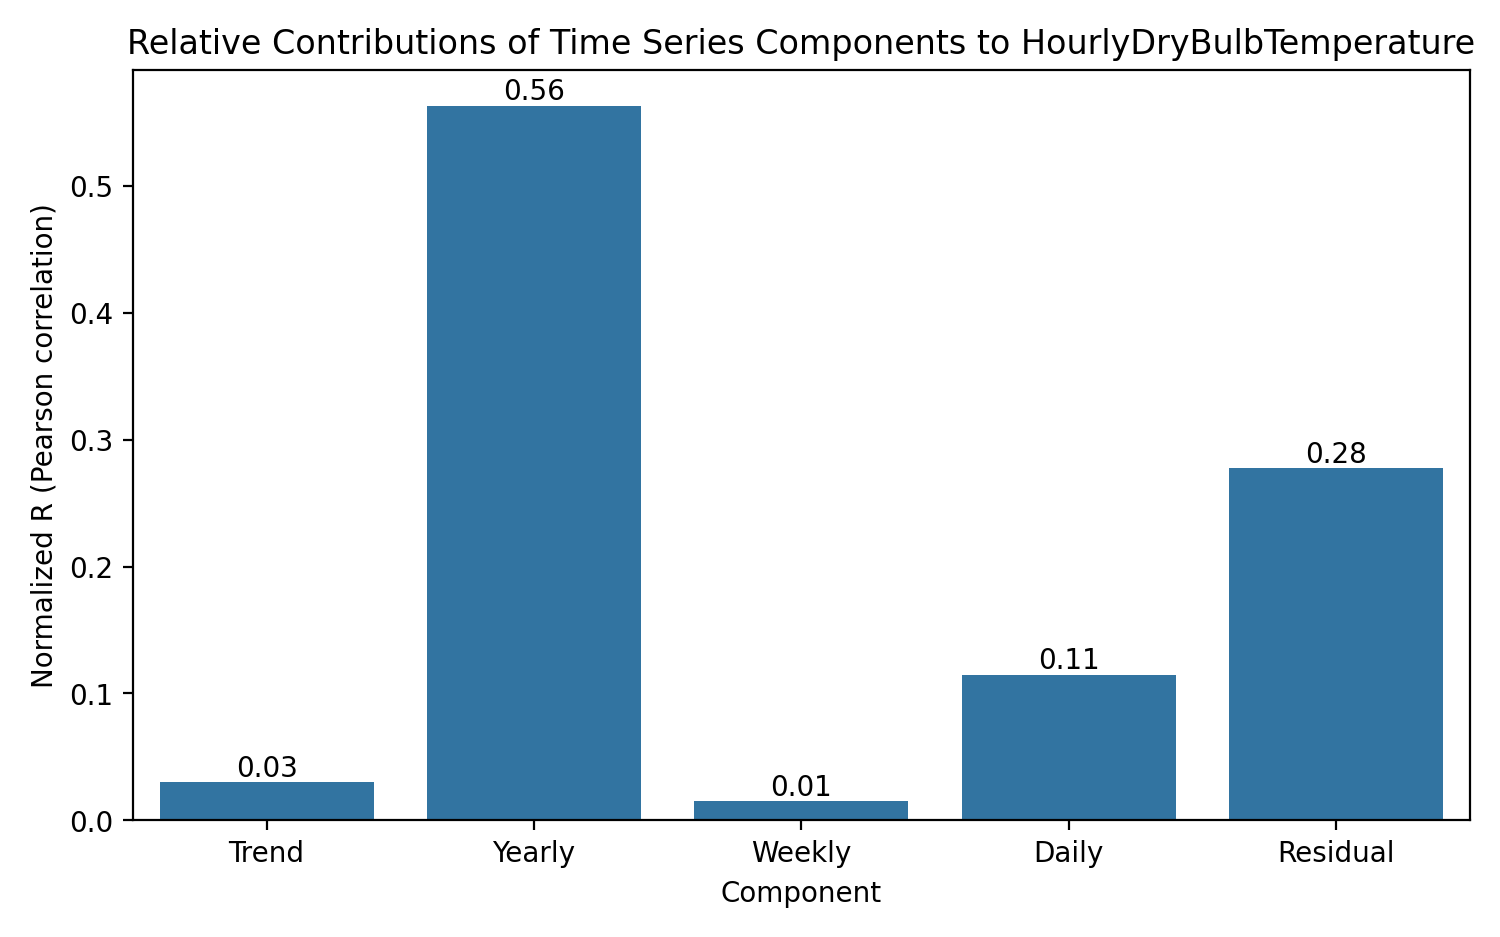 Relative Contributions of Time Series Components to HourlyDryBulbTemperature
Normalized R (Pearson correlation)
0.5
0.4
0.3
0.2
0.1
0.0
0.03
0.56
0.01
0.11
0.28
Trend
Yearly
Weekly
Daily
Residual
Component